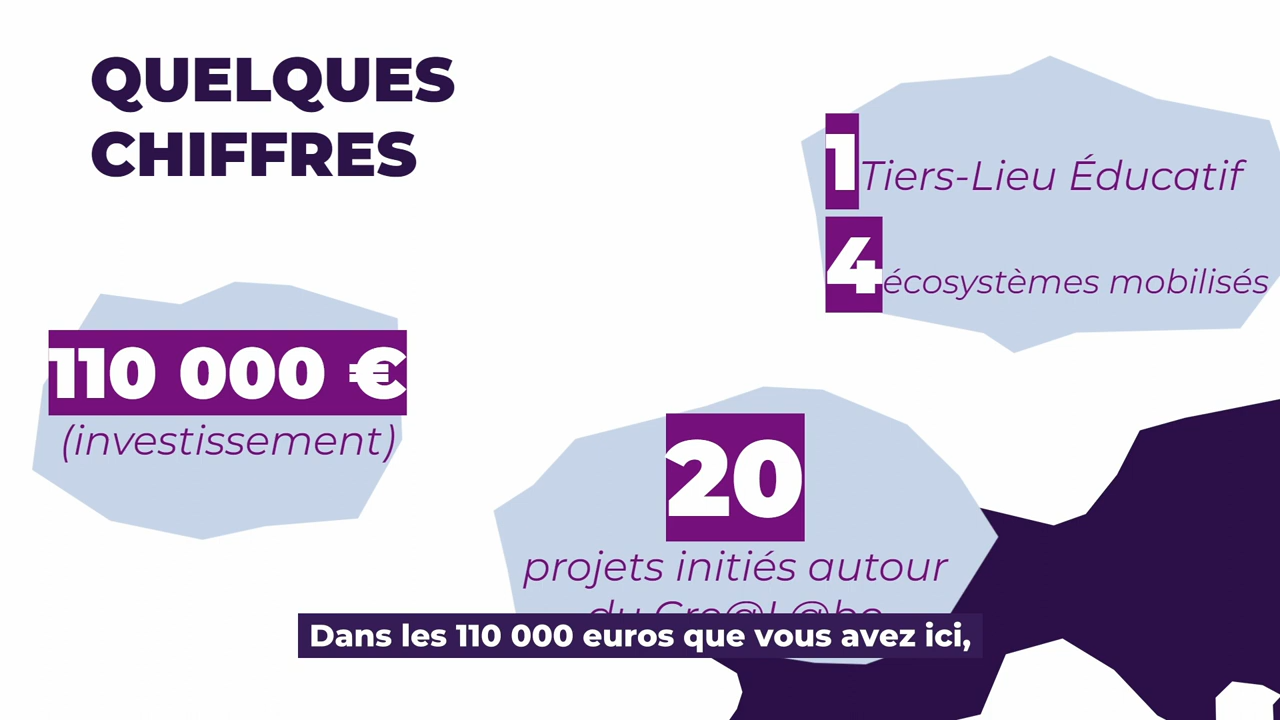 QUELQUES
CHIFFRES
1 Tiers-Lieu Éducatif
4 écosystèmes mobilisés
110 000 €
(investissement)
20
projets initiés autour
du
Dans les 110 000 euros que vous avez ici,